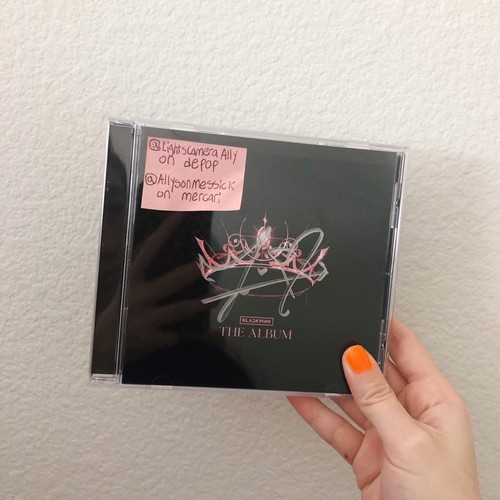 @LightsCamera Ally
on depop
@Allysonmessick
on mercari
BLACKPINK
THE ALBUM